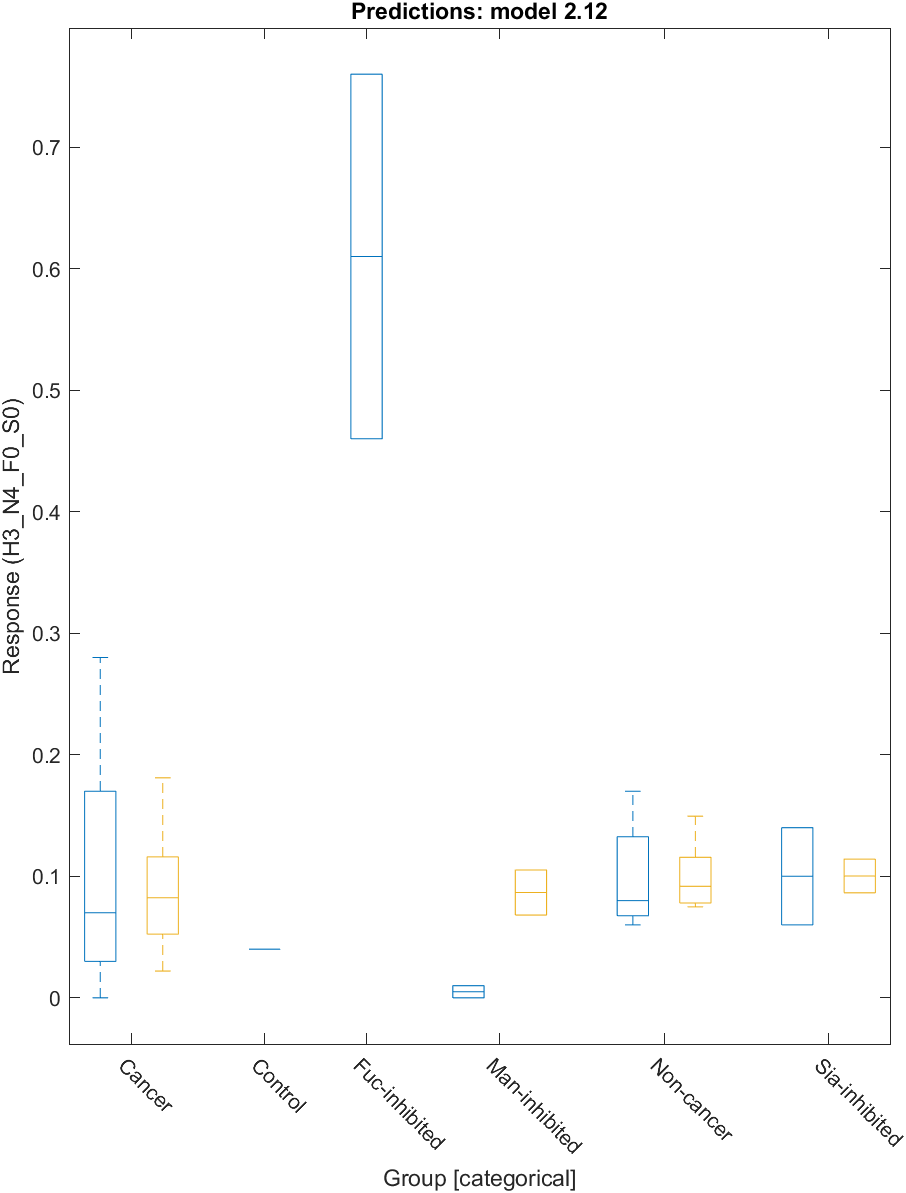 Predictions: model 2.12
Response (H3_N4_F0_S0)
0.7
0.6
0.5
0.4
0.3
0.2
0.1
0
Cancer
Control
Fuc-inhibited
Man-inhibited
Non-cancer
Sia-inhibited
Group [categorical]